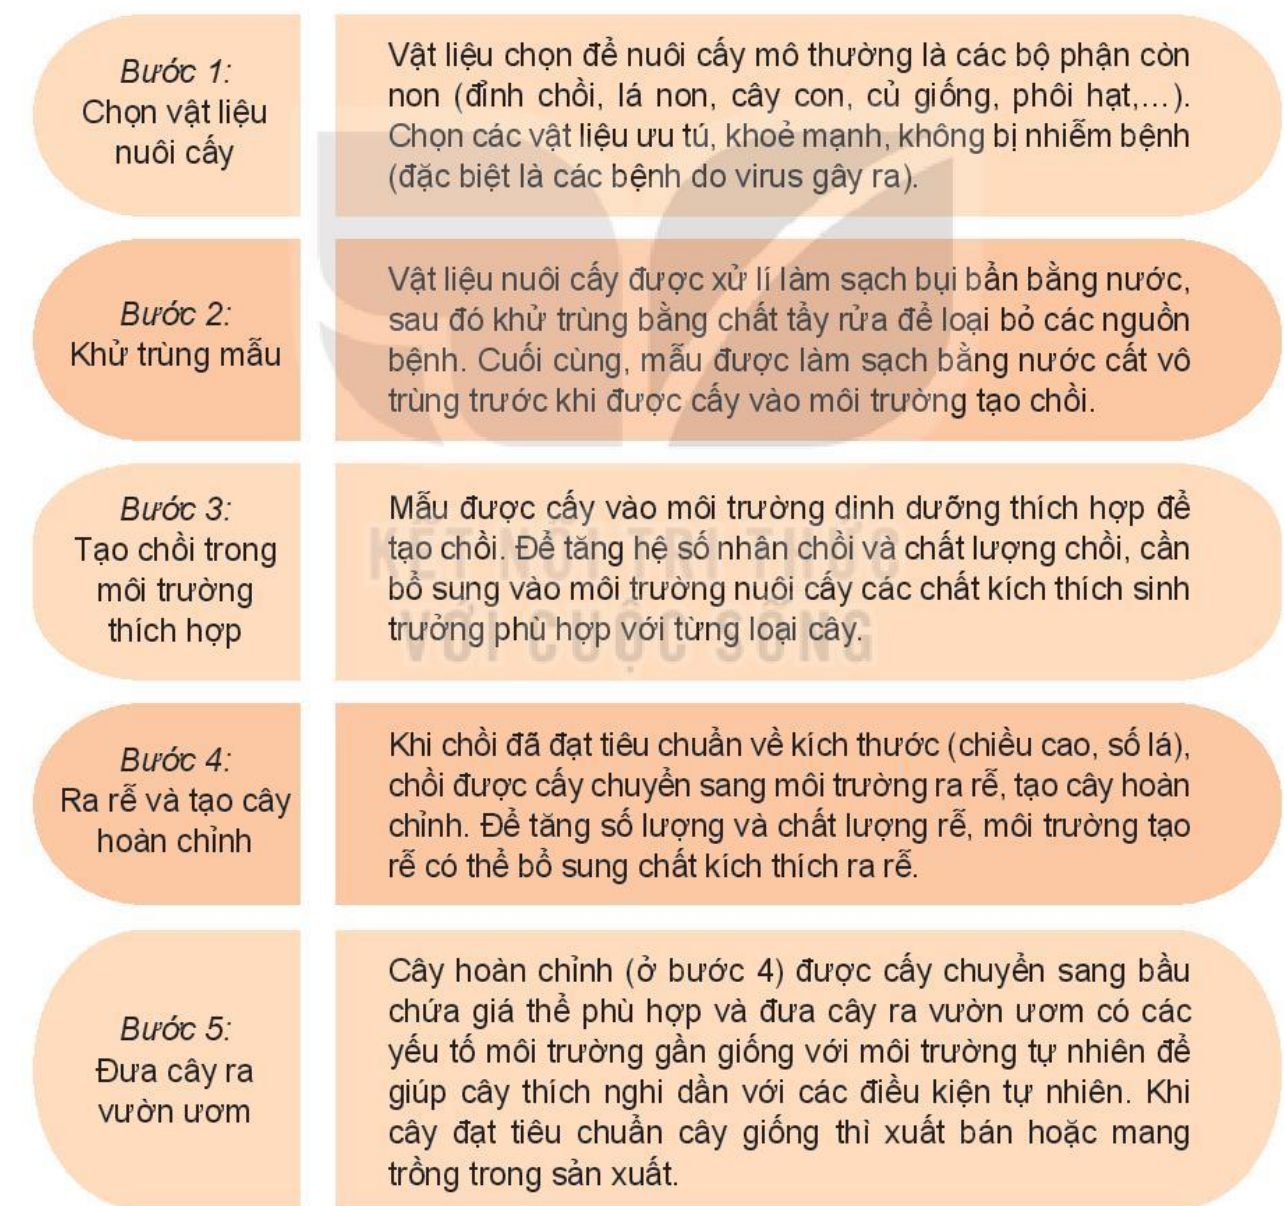 Bước 1:
Chọn vật liệu
nuôi cấy
Vật liệu chọn để nuôi cấy mô thường là các bộ phận còn
non (đỉnh chồi, lá non, cây con, củ giống, phôi hạt,...).
Chọn các vật liệu ưu tú, khoẻ mạnh, không bị nhiễm bệnh
(đặc biệt là các bệnh do virus gây ra).
Bước 2:
Khử trùng mẫu
Vật liệu nuôi cấy được xử lí làm sạch bụi bẩn bằng nước,
sau đó khử trùng bằng chất tẩy rửa để loại bỏ các nguồn
bệnh. Cuối cùng, mẫu được làm sạch bằng nước cất vô
trùng trước khi được cấy vào môi trường tạo chồi.
Bước 3:
Tạo chồi trong
môi trường
thích hợp
Mẫu được cấy vào môi trường dinh dưỡng thích hợp để
tạo chồi. Để tăng hệ số nhân chồi và chất lượng chồi, cần
bổ sung vào môi trường nuôi cấy các chất kích thích sinh
trưởng phù hợp với từng loại cây.
KẾT NỐI TRI THỨC
VỚI CUỘC SỐNG
Bước 4:
Ra rễ và tạo cây
hoàn chỉnh
Khi chồi đã đạt tiêu chuẩn về kích thước (chiều cao, số lá),
chồi được cấy chuyển sang môi trường ra rễ, tạo cây hoàn
chỉnh. Để tăng số lượng và chất lượng rễ, môi trường tạo
rễ có thể bổ sung chất kích thích ra rễ.
Bước 5:
Đưa cây ra
vườn ươm
Cây hoàn chỉnh (ở bước 4) được cấy chuyển sang bầu
chứa giá thể phù hợp và đưa cây ra vườn ươm có các
yếu tố môi trường gần giống với môi trường tự nhiên để
giúp cây thích nghi dần với các điều kiện tự nhiên. Khi
cây đạt tiêu chuẩn cây giống thì xuất bán hoặc mang
trồng trong sản xuất.